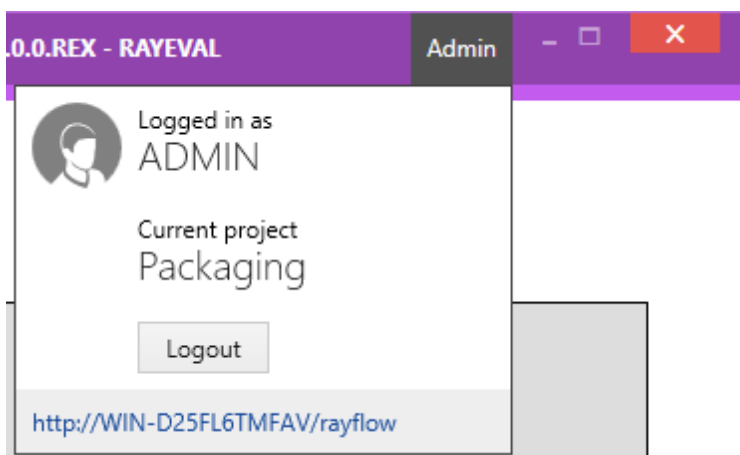 .0.0.REX - RAYEVAL Admin
Logged in as
ADMIN
Current project
Packaging
Logout
http://WIN-D25FL6TMFAV/rayflow